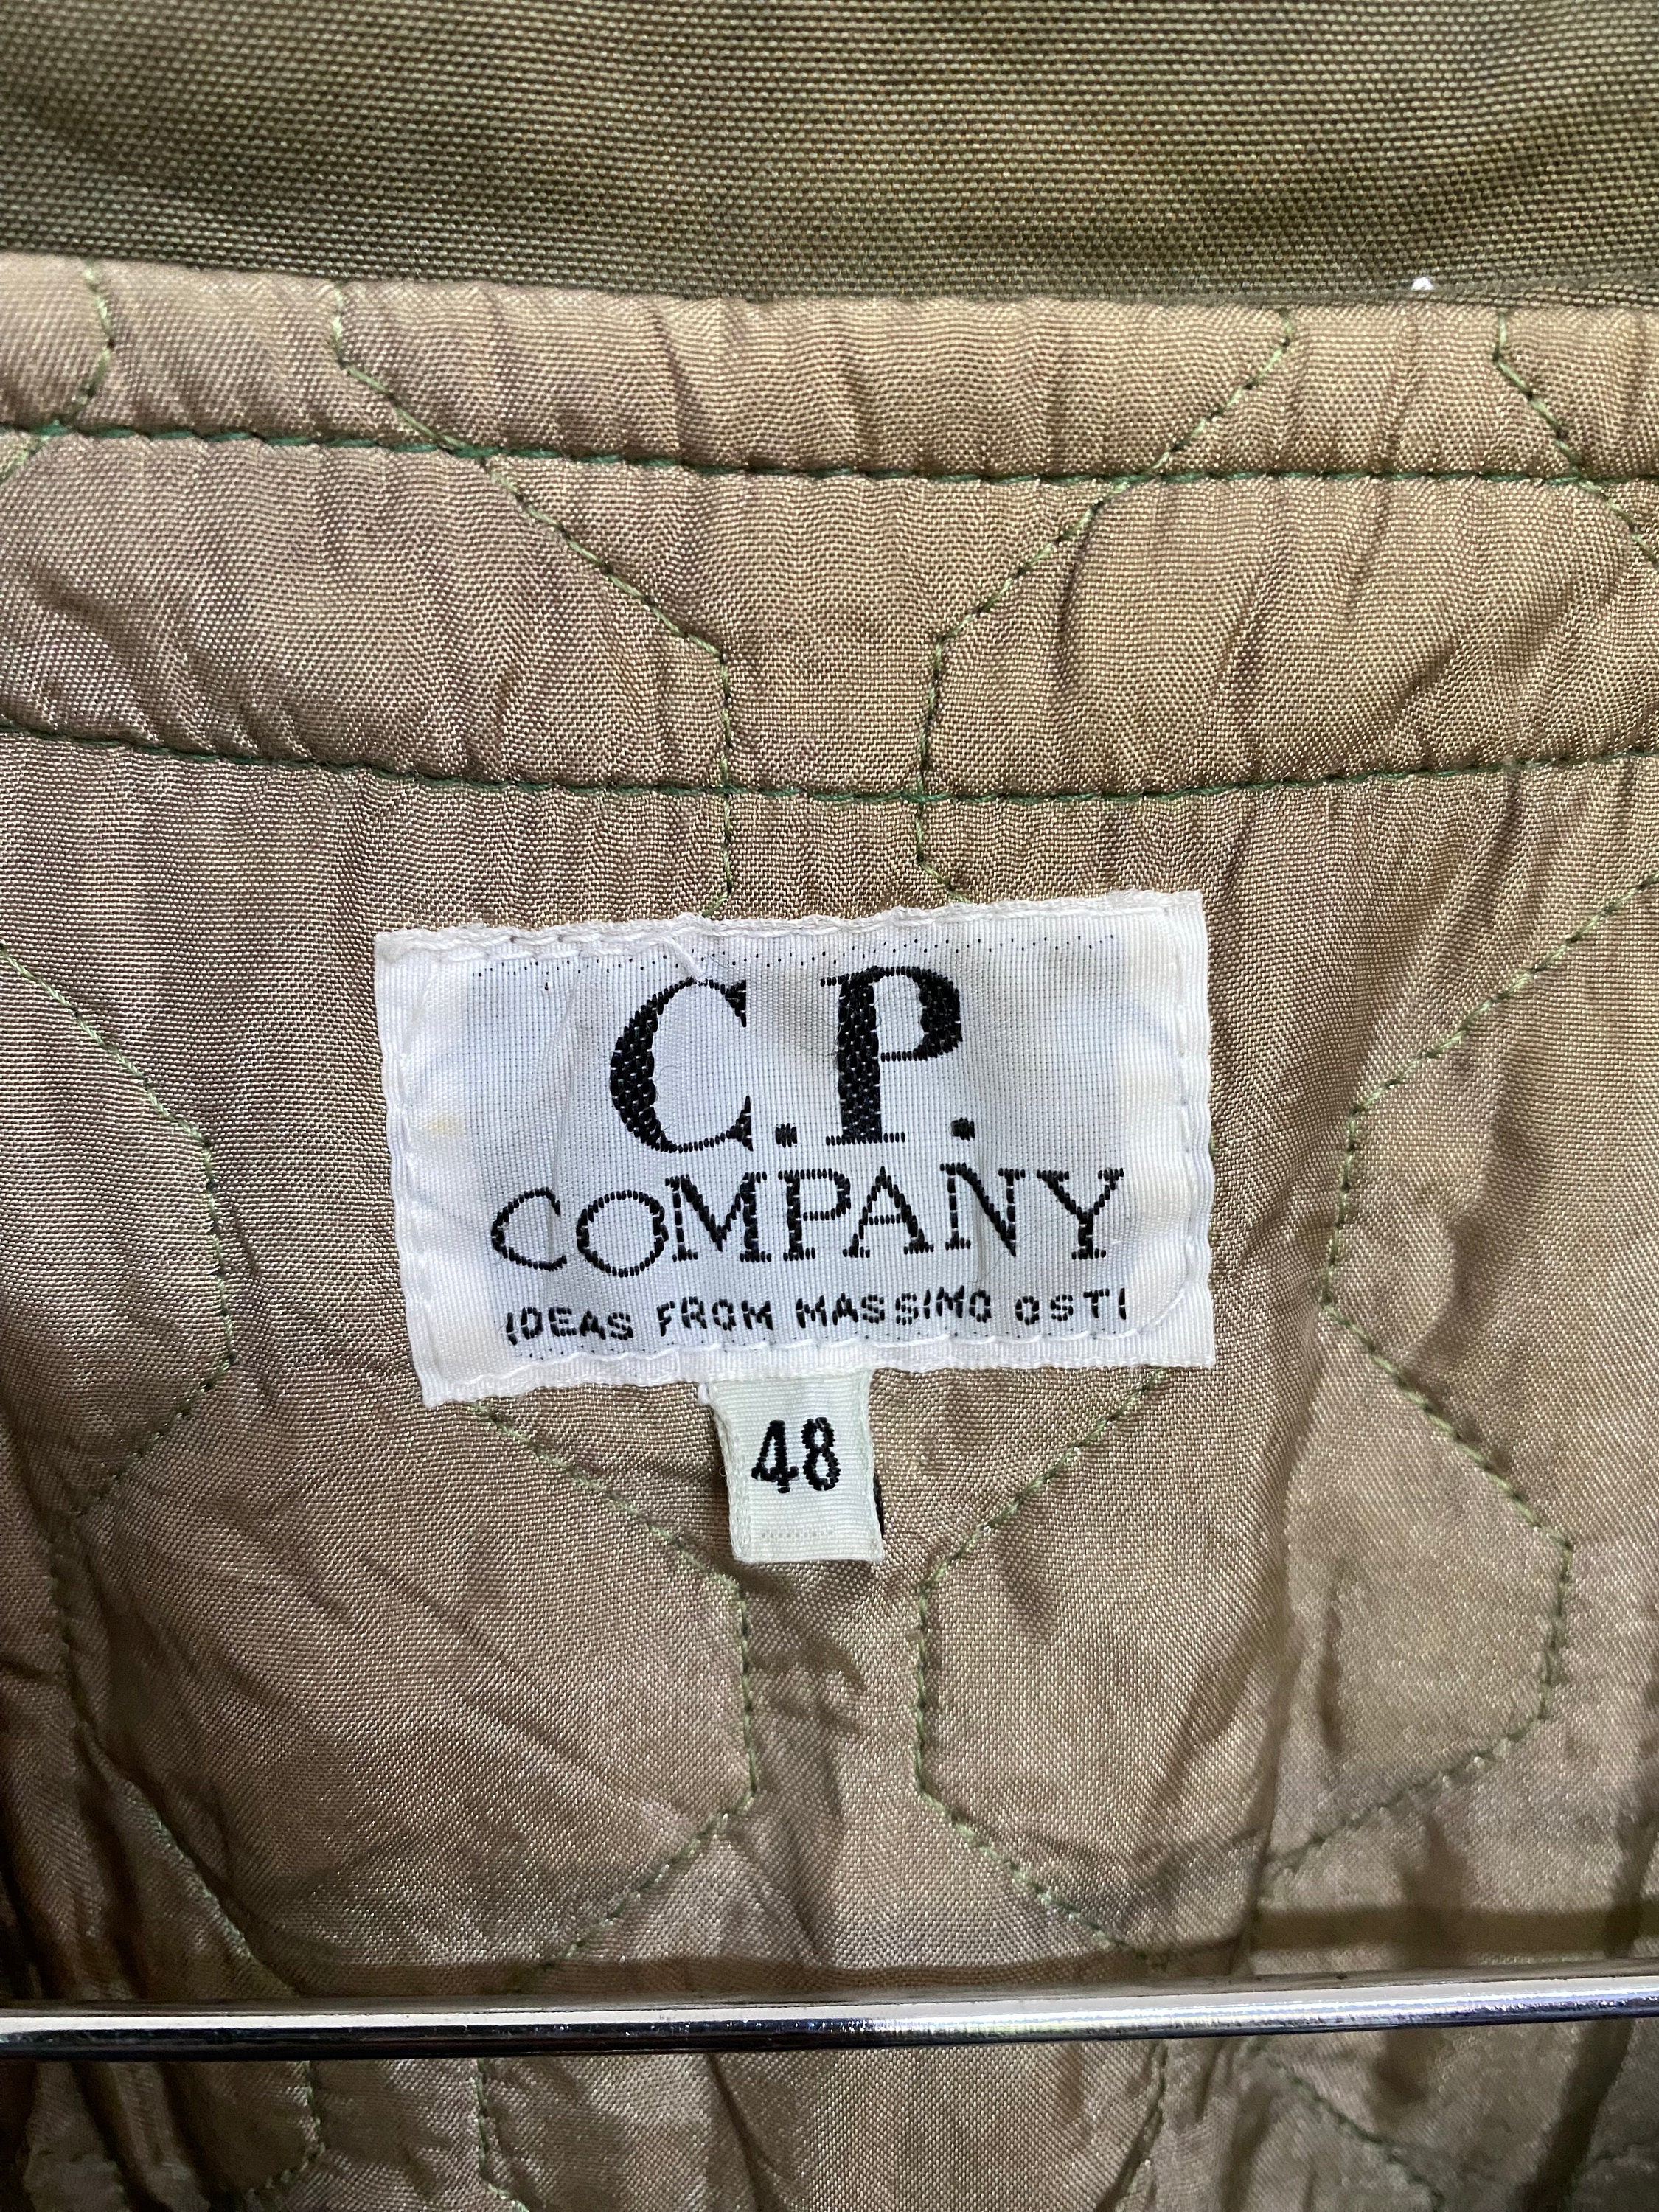 C.P.
COMPANY
IDEAS FROM MASSIMO OSTI
48